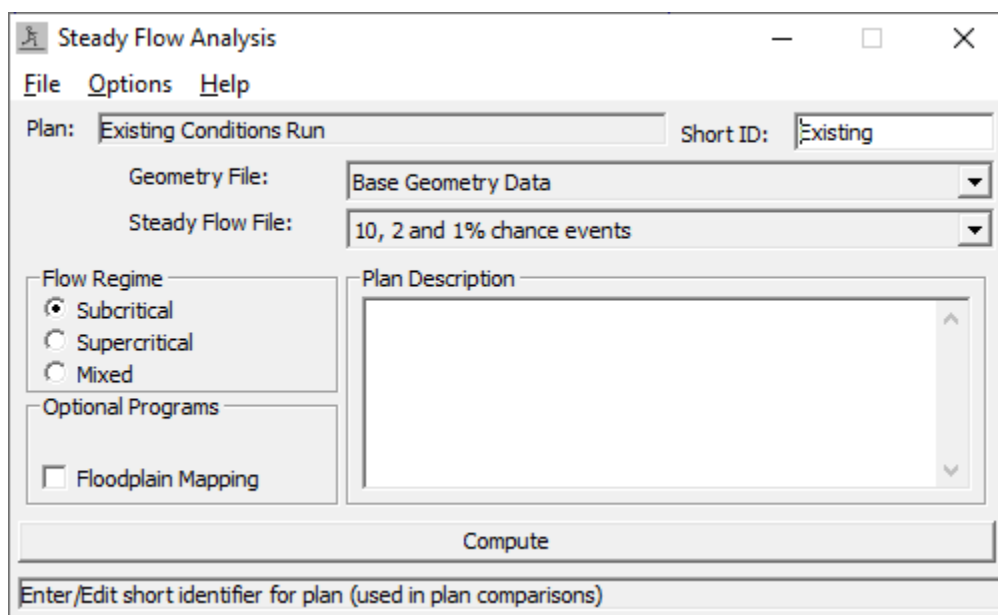 Steady Flow Analysis
File Options Help
Plan: Existing Conditions Run Short ID: Existing
Geometry File: Base Geometry Data
Steady Flow File: 10, 2 and 1% chance events
Flow Regime
Subcritical
Supercritical
Mixed
Plan Description
Optional Programs
Floodplain Mapping
Compute
Enter/Edit short identifier for plan (used in plan comparisons)